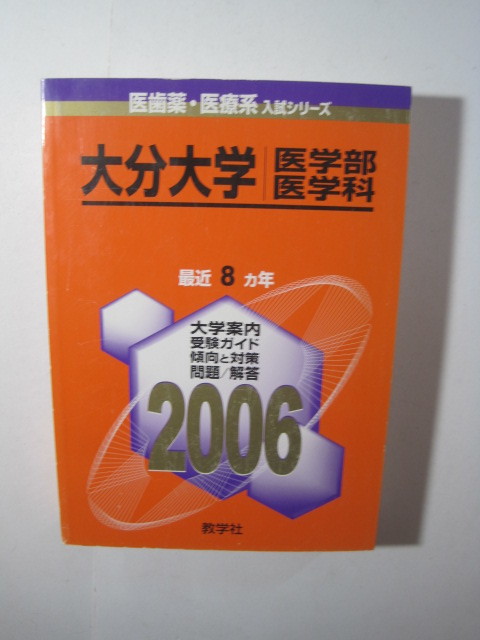 医歯薬・医療系 入試シリーズ
大分大学 医学部
医学科
最近 8 カ年
大学案内
受験ガイド
傾向と対策
問題/解答
2006
教学社